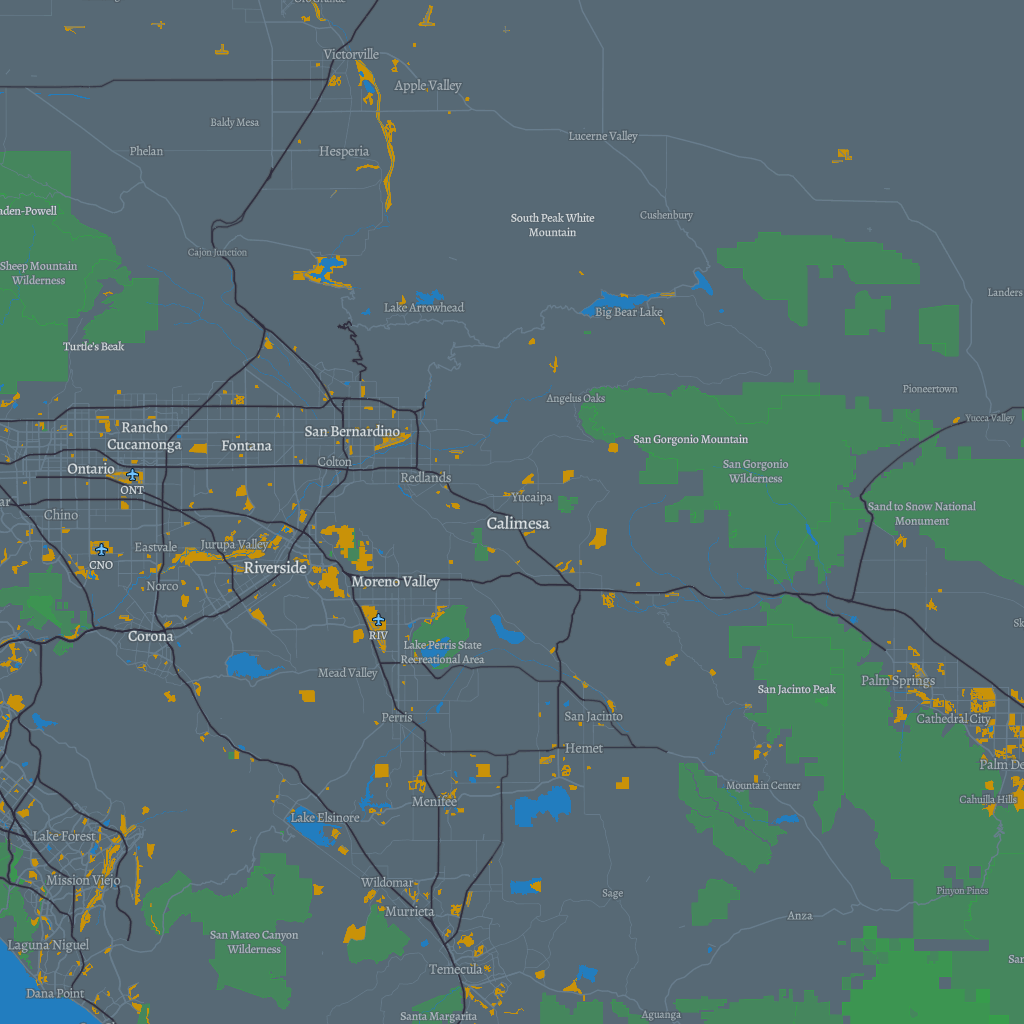 Victorville
Apple Valley
Baldy Mesa
Lucerne Valley
Phelan
Hesperia
South Peak White
Mountain
Cushenbury
Cajon Junction
Sheep Mountain
Wilderness
Landers
Lake Arrowhead
Big Bear Lake
Turtle's Beak
Pioneertown
Angelus Oaks
Yucca Valley
Rancho
Cucamonga
San Bernardino
San Gorgonio Mountain
Fontana
Colton
San Gorgonio
Wilderness
Ontario
ONT
Redlands
Yucaipa
Sand to Snow National
Monument
Chino
Calimesa
Eastvale
Jurupa Valley
CNO
Riverside
Norco
Moreno Valley
RIV
Corona
Lake Perris State
Recreational Area
Mead Valley
Palm Springs
San Jacinto Peak
Perris
San Jacinto
Cathedral City
Hemet
Palm De
Mountain Center
Cahuilla Hills
Menifee
Lake Elsinore
Lake Forest
Mission Viejo
Wildomar
Sage
Pinyon Pines
Murrieta
Anza
San Mateo Canyon
Wilderness
Laguna Niguel
Temecula
Dana Point
Santa Margarita
Aguanga